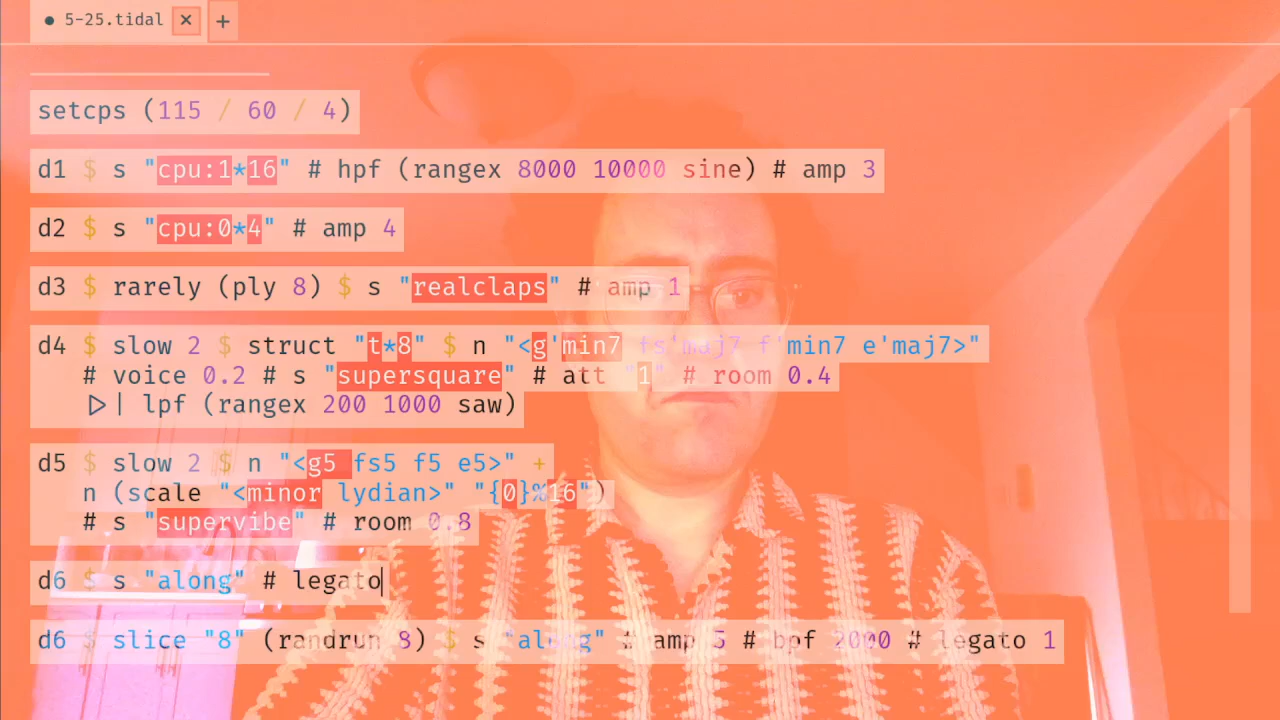 ● 5-25.tidal × +
setcps (115 / 60 / 4)
d1 $ s "cpu:1*16" # hpf (rangex 8000 10000 sine) # amp 3
d2 $ s "cpu:0*4" # amp 4
d3 $ rarely (ply 8) $ s "realclaps" # amp 1
d4 $ slow 2 $ struct "t*8" $ n "<g'min7 fs'maj7 f'min7 e'maj7>"
# voice 0.2 # s "supersquare" # att "1" # room 0.4
▷| lpf (rangex 200 1000 saw)
d5 $ slow 2 $ n "<g5 fs5 f5 e5>" +
n (scale "<minor lydian>" "{0}%16")
# s "supervibe" # room 0.8
d6 $ s "along" # legato
d6 $ slice "8" (randrun 8) $ s "along" # amp 5 # bpf 2000 # legato 1